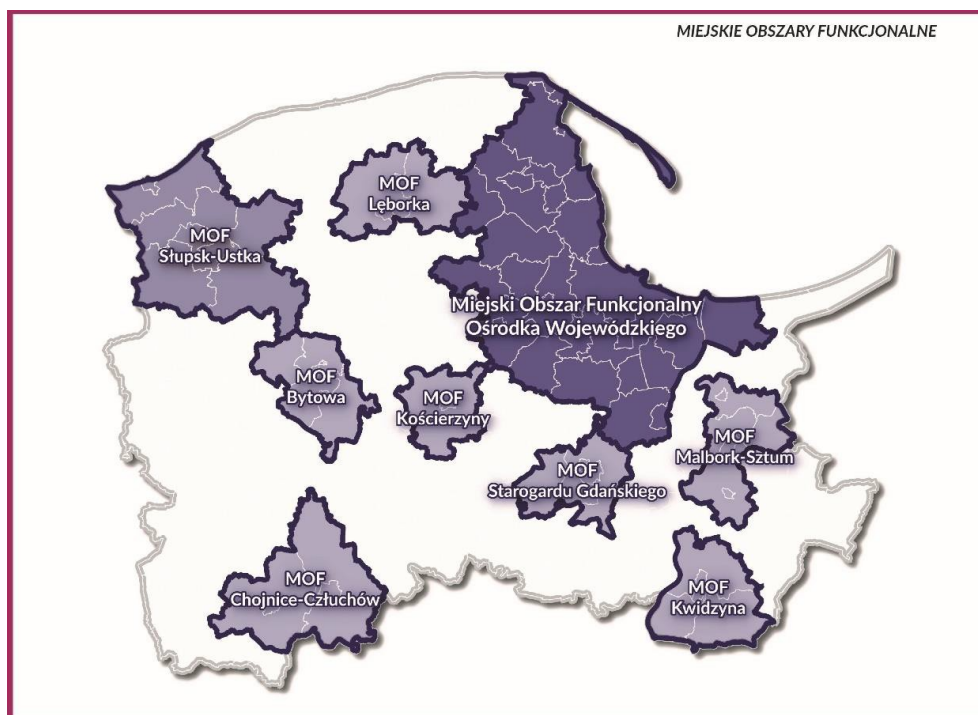 MIEJSKIE OBSZARY FUNKCJONALNE
MOF
Lęborka
MOF
Słupsk-Ustka
Miejski Obszar Funkcjonalny
Ośrodka Wojewódzkiego
MOF
Bytowa
MOF
Kościerzyny
MOF
Malbork-Sztum
MOF
Starogardu Gdańskiego
MOF
Chojnice-Człuchów
MOF
Kwidzyna